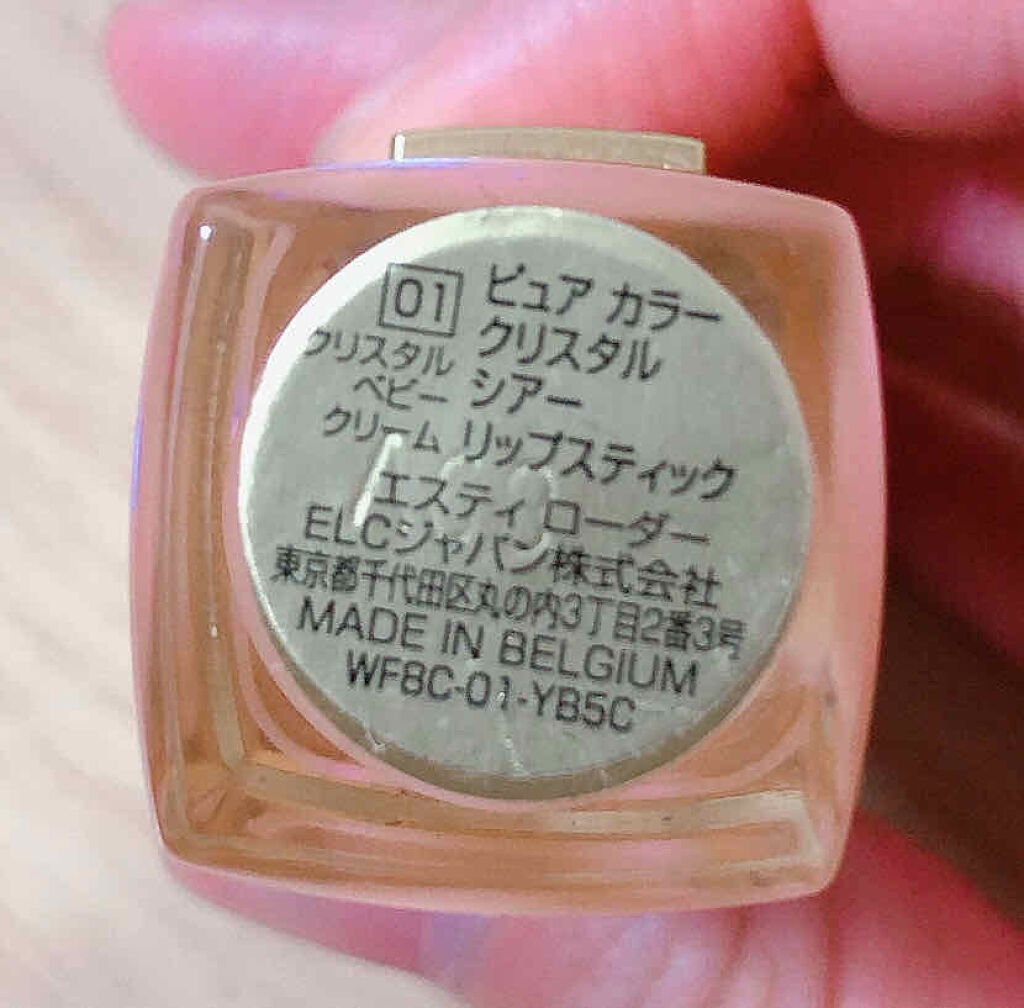 01 ピュア カラー
クリスタル クリスタル
ベビー シアー
クリーム リップスティック
エスティ ローダー
ELCジャパン株式会社
東京都千代田区丸の内3丁目2番3号
MADE IN BELGIUM
WF8C-01-YB5C